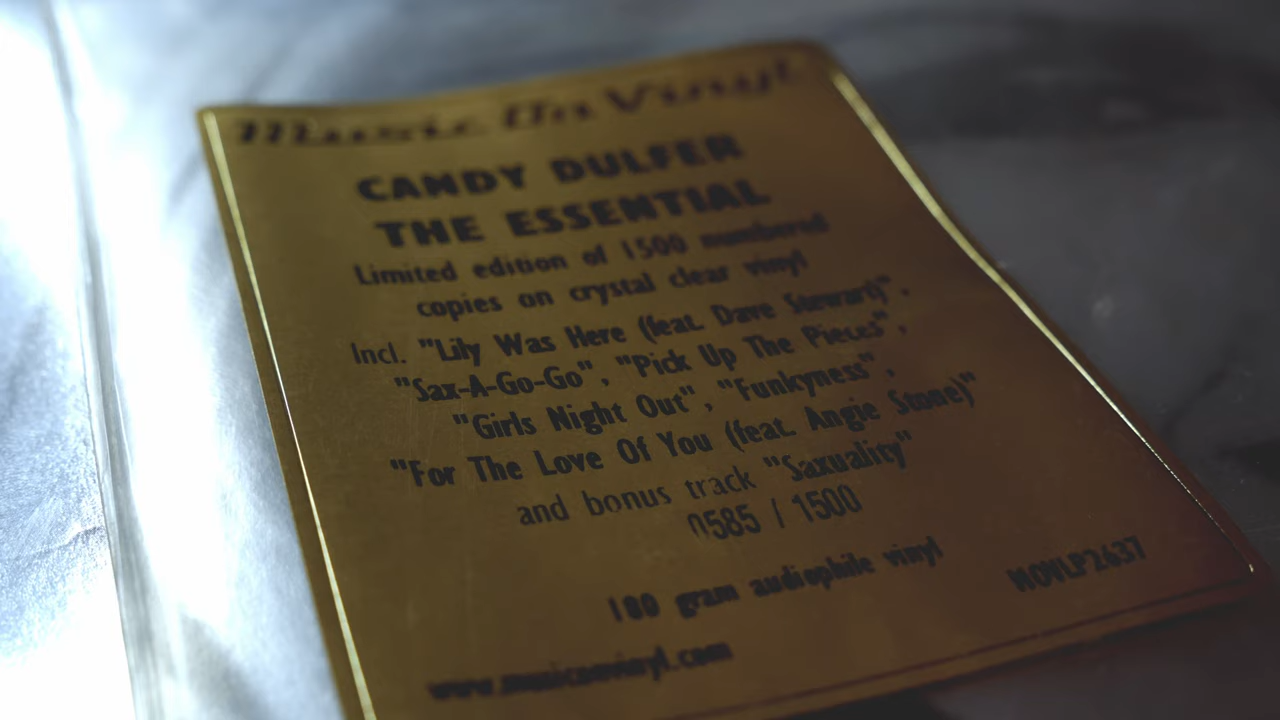 Music On Vinyl
CANDY DULFER
THE ESSENTIAL
Limited edition of 1500 numbered
copies on crystal clear vinyl
Incl. "Lily Was Here (feat. Dave Stewart)",
"Sax-A-Go-Go", "Pick Up The Pieces",
"Girls Night Out", "Funkyness",
"For The Love Of You (feat. Angie Stone)"
and bonus track "Saxuality"
0585 / 1500
180 gram audiophile vinyl
MOVLP2637
www.musiconvinyl.com